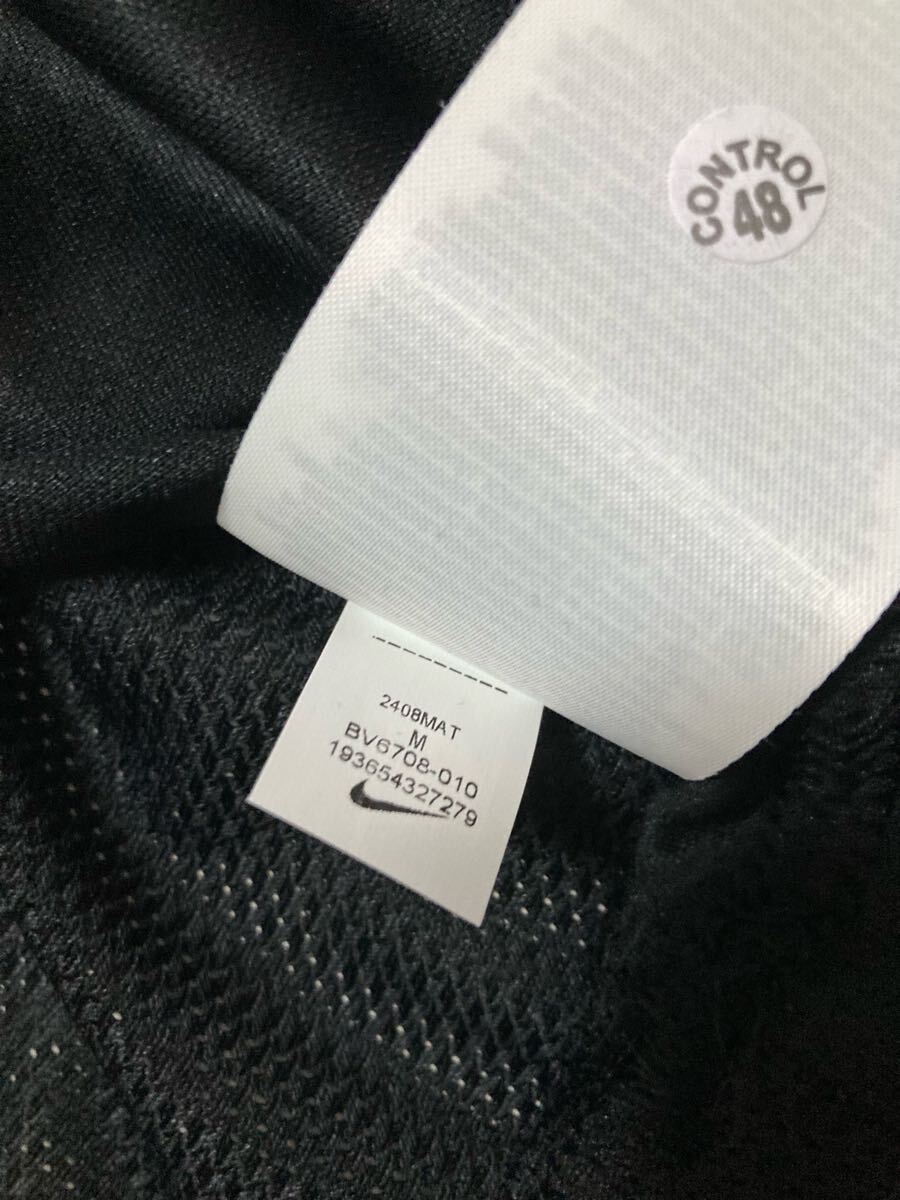 CONTROL
48
2408MAT
M
BV6708-010
193654327279